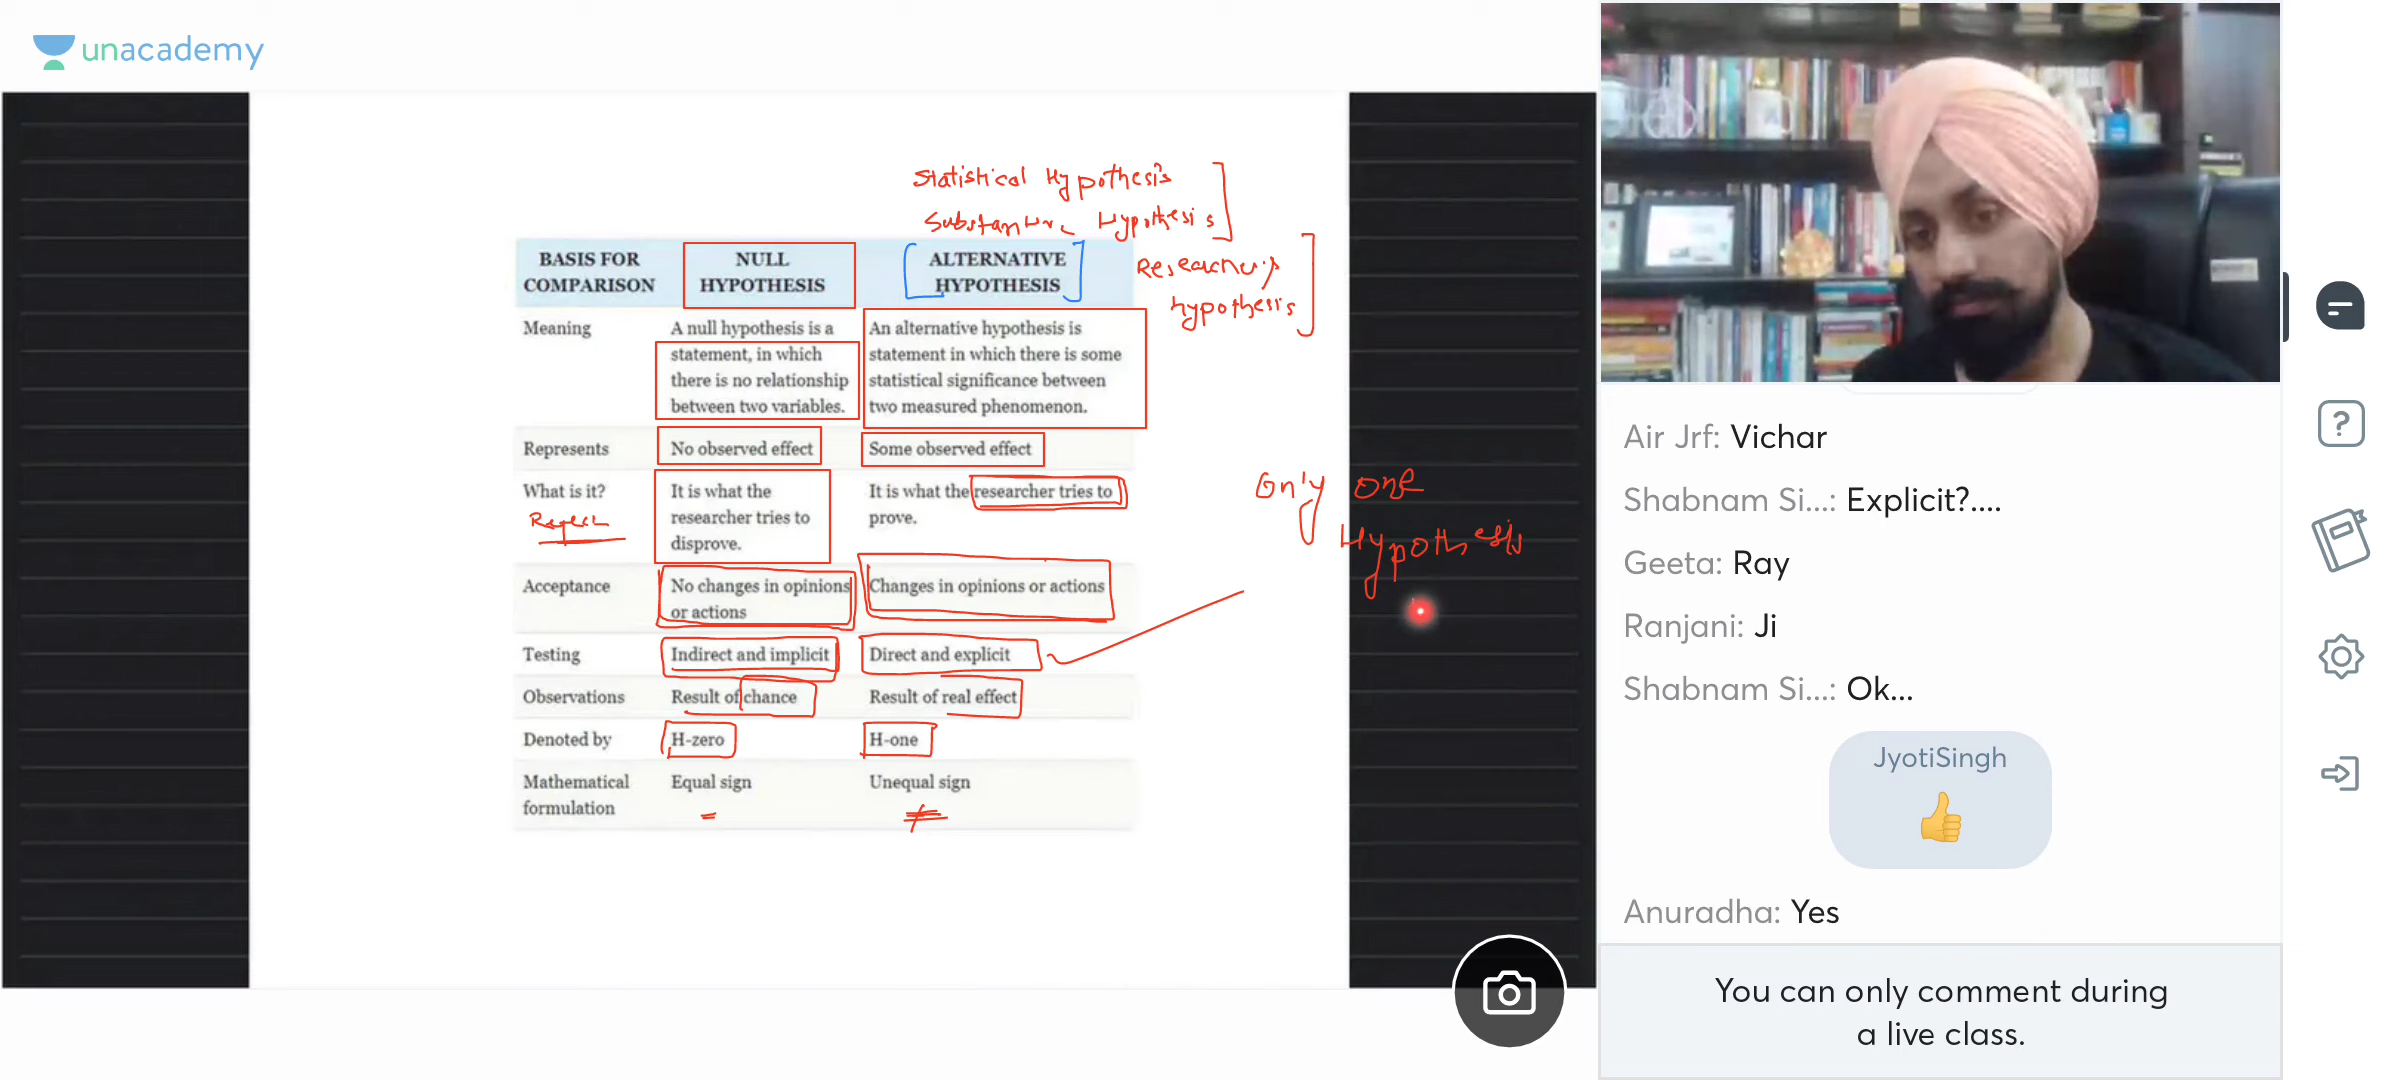 unacademy
Statistical Hypothesis
Substantive Hypothesis
Researcher's
hypothesis
BASIS FOR COMPARISON
NULL HYPOTHESIS
ALTERNATIVE HYPOTHESIS
Meaning
A null hypothesis is a
statement, in which
there is no relationship
between two variables.
An alternative hypothesis is
statement in which there is some
statistical significance between
two measured phenomenon.
Represents
No observed effect
Some observed effect
What is it?
Reject
It is what the
researcher tries to
disprove.
It is what the researcher tries to
prove.
Acceptance
No changes in opinions
or actions
Changes in opinions or actions
Testing
Indirect and implicit
Direct and explicit
Only one
Hypothesis
Observations
Result of chance
Result of real effect
Denoted by
H-zero
H-one
Mathematical
formulation
Equal sign
=
Unequal sign
≠
Air Jrf: Vichar
Shabnam Si...: Explicit?....
Geeta: Ray
Ranjani: Ji
Shabnam Si...: Ok...
JyotiSingh
Anuradha: Yes
You can only comment during
a live class.